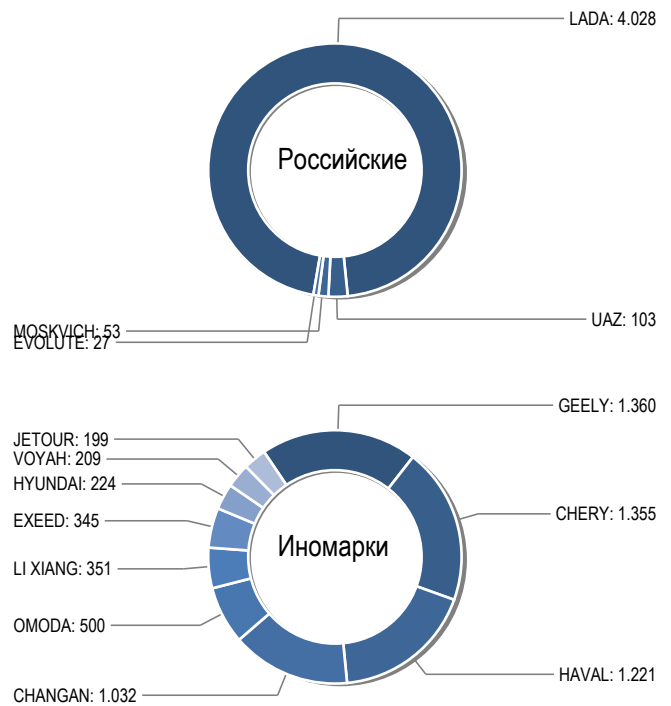 LADA: 4.028
Российские
UAZ: 103
MOSKVICH: 53
EVOLUTE: 27
GEELY: 1.360
JETOUR: 199
VOYAH: 209
HYUNDAI: 224
CHERY: 1.355
EXEED: 345
Иномарки
LI XIANG: 351
OMODA: 500
HAVAL: 1.221
CHANGAN: 1.032